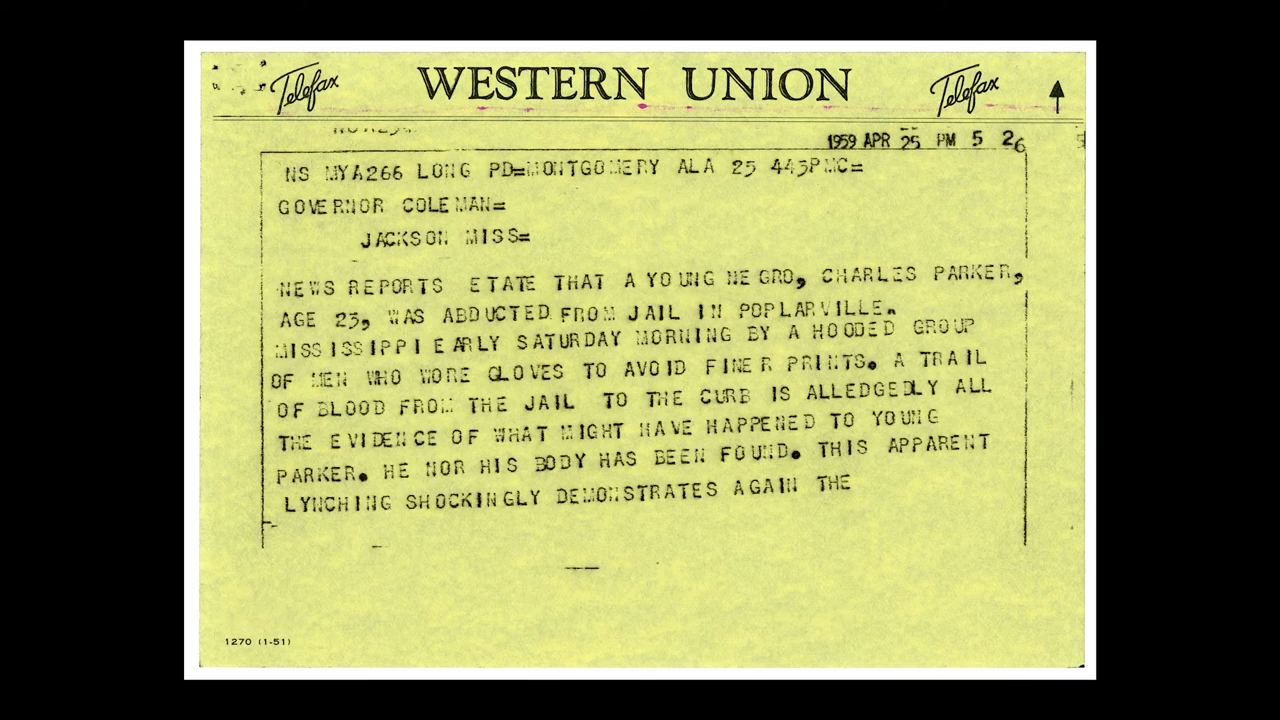 Telefax WESTERN UNION Telefax
1959 APR 25 PM 5 26
NS MYA266 LONG PD=MONTGOMERY ALA 25 443PMC=
GOVERNOR COLEMAN=
JACKSON MISS=
NEWS REPORTS ETATE THAT A YOUNG NEGRO, CHARLES PARKER,
AGE 23, WAS ABDUCTED FROM JAIL IN POPLARVILLE.
MISSISSIPPI EARLY SATURDAY MORNING BY A HOODED GROUP
OF MEN WHO WORE GLOVES TO AVOID FINER PRINTS. A TRAIL
OF BLOOD FROM THE JAIL TO THE CURB IS ALLEDGEDLY ALL
THE EVIDENCE OF WHAT MIGHT HAVE HAPPENED TO YOUNG
PARKER. HE NOR HIS BODY HAS BEEN FOUND. THIS APPARENT
LYNCHING SHOCKINGLY DEMONSTRATES AGAIN THE
1270 (1-51)